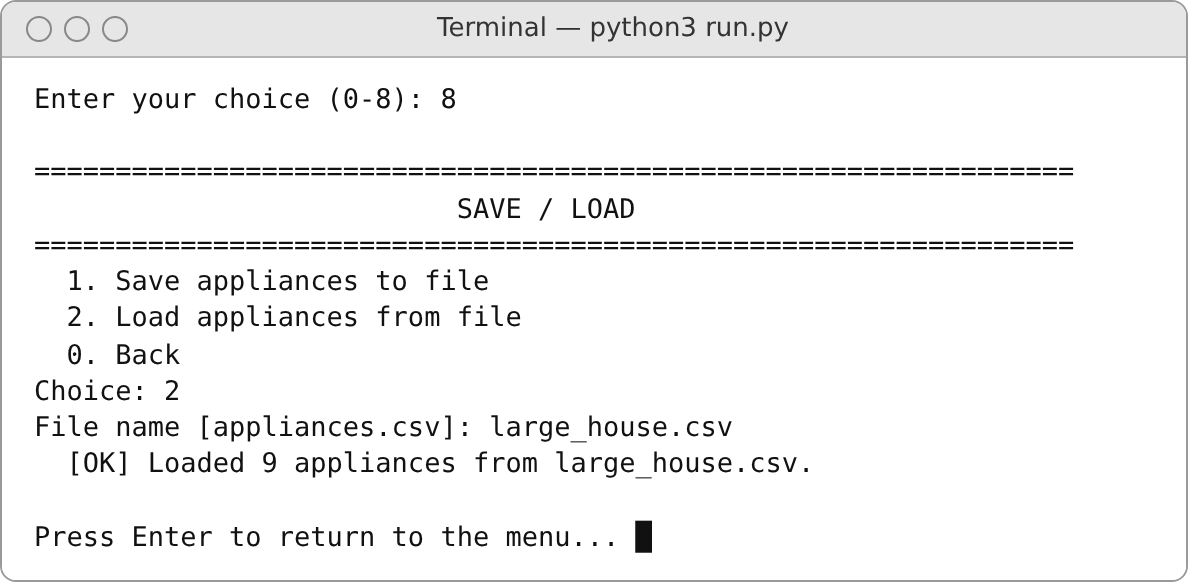 Terminal — python3 run.py
Enter your choice (0-8): 8
================================================================
                          SAVE / LOAD
================================================================
  1. Save appliances to file
  2. Load appliances from file
  0. Back
Choice: 2
File name [appliances.csv]: large_house.csv
  [OK] Loaded 9 appliances from large_house.csv.
Press Enter to return to the menu...